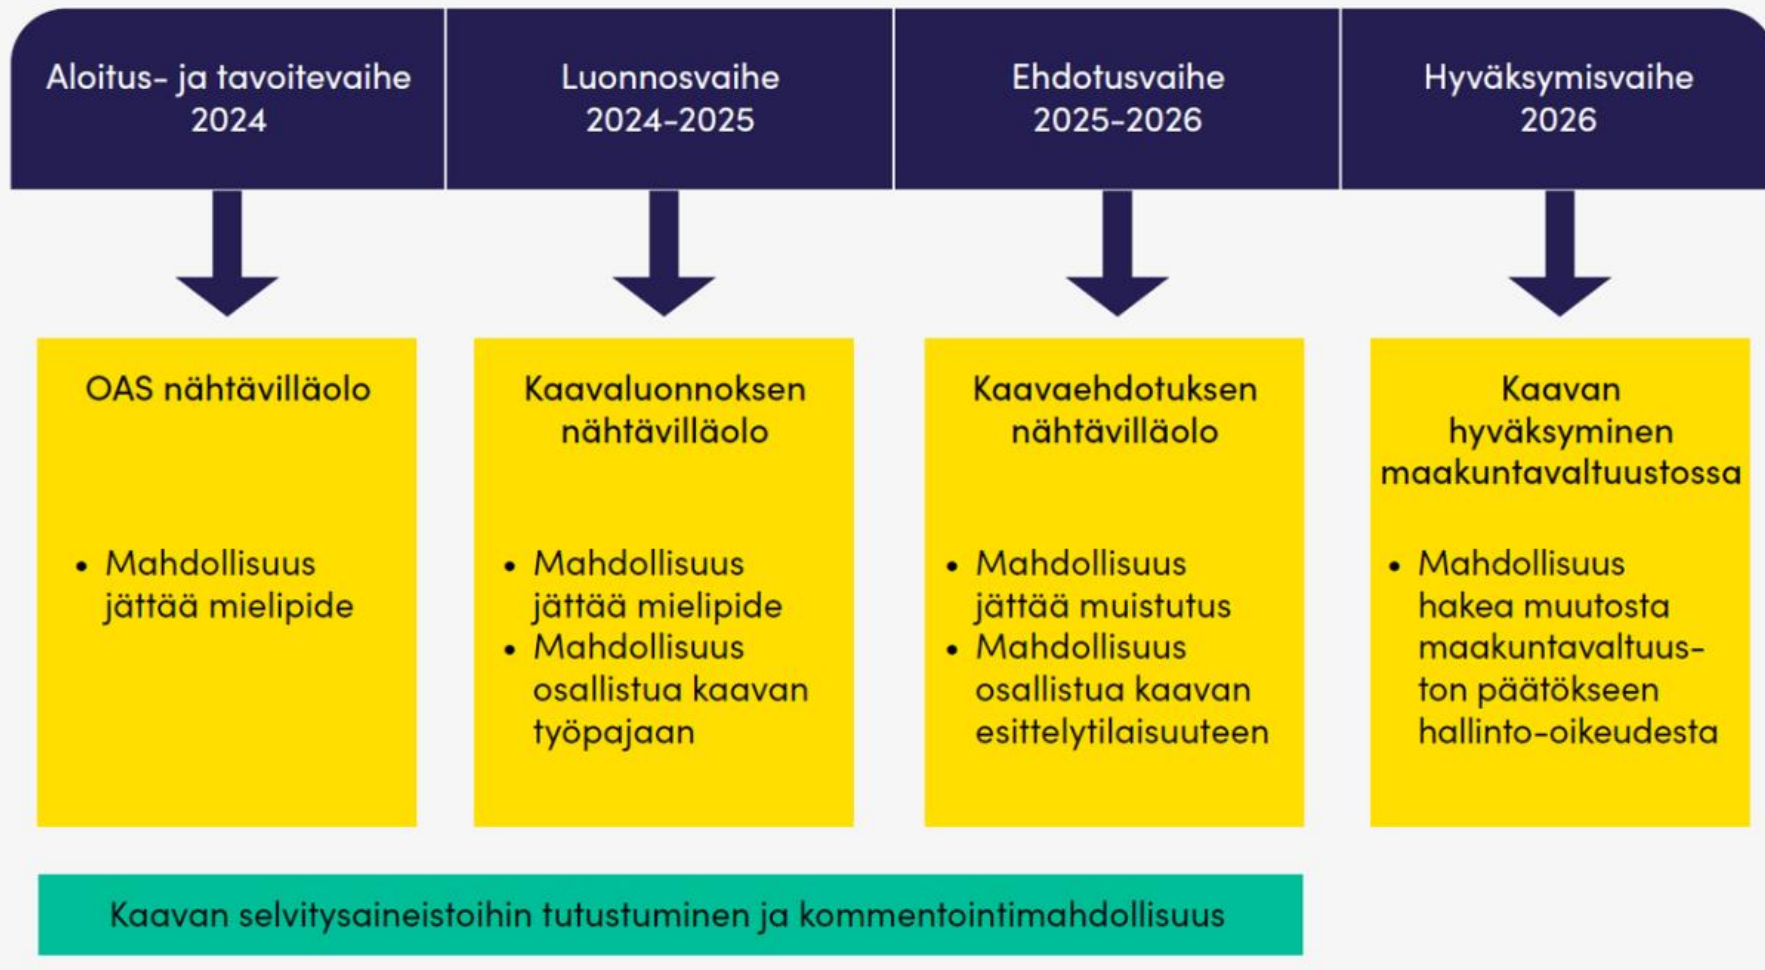 Aloitus- ja tavoitevaihe
2024
Luonnosvaihe
2024-2025
Ehdotusvaihe
2025-2026
Hyväksymisvaihe
2026
OAS nähtävilläolo
• Mahdollisuus
jättää mielipide
Kaavaluonnoksen
nähtävilläolo
• Mahdollisuus
jättää mielipide
• Mahdollisuus
osallistua kaavan
työpajaan
Kaavaehdotuksen
nähtävilläolo
• Mahdollisuus
jättää muistutus
• Mahdollisuus
osallistua kaavan
esittelytilaisuuteen
Kaavan
hyväksyminen
maakuntavaltuustossa
• Mahdollisuus
hakea muutosta
maakuntavaltuus-
ton päätökseen
hallinto-oikeudesta
Kaavan selvitysaineistoihin tutustuminen ja kommentointimahdollisuus